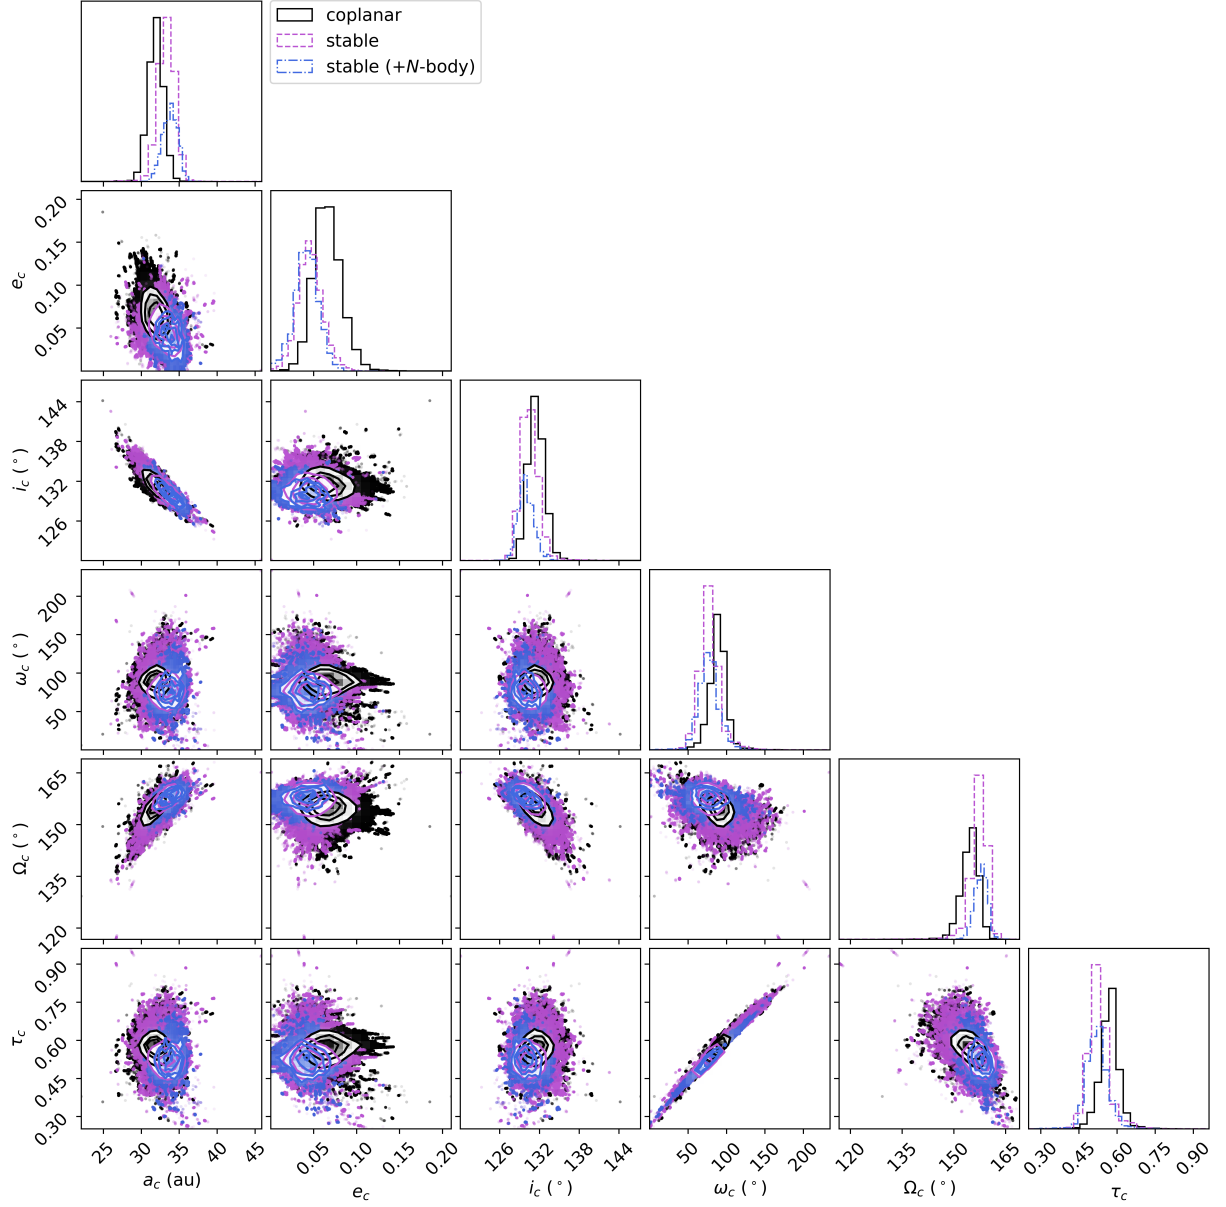 coplanar
stable
stable (+N-body)
e_c
0.20
0.15
0.10
0.05
i_c (°)
144
138
132
126
ω_c (°)
200
150
100
50
Ω_c (°)
165
150
135
120
τ_c
0.90
0.75
0.60
0.45
0.30
25 30 35 40 45
0.05 0.10 0.15 0.20
126 132 138 144
50 100 150 200
120 135 150 165
0.30 0.45 0.60 0.75 0.90
a_c (au)
e_c
i_c (°)
ω_c (°)
Ω_c (°)
τ_c